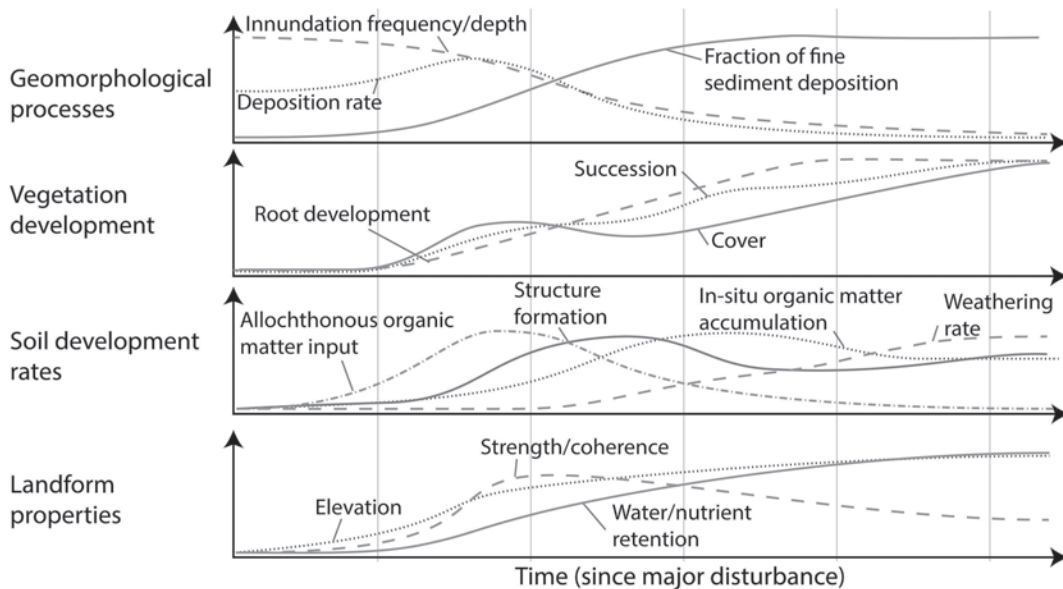 Geomorphological
processes
Innundation frequency/depth
Deposition rate
Fraction of fine
sediment deposition
Vegetation
development
Root development
Succession
Cover
Soil development
rates
Allochthonous organic
matter input
Structure
formation
In-situ organic matter
accumulation
Weathering
rate
Landform
properties
Elevation
Strength/coherence
Water/nutrient
retention
Time (since major disturbance)